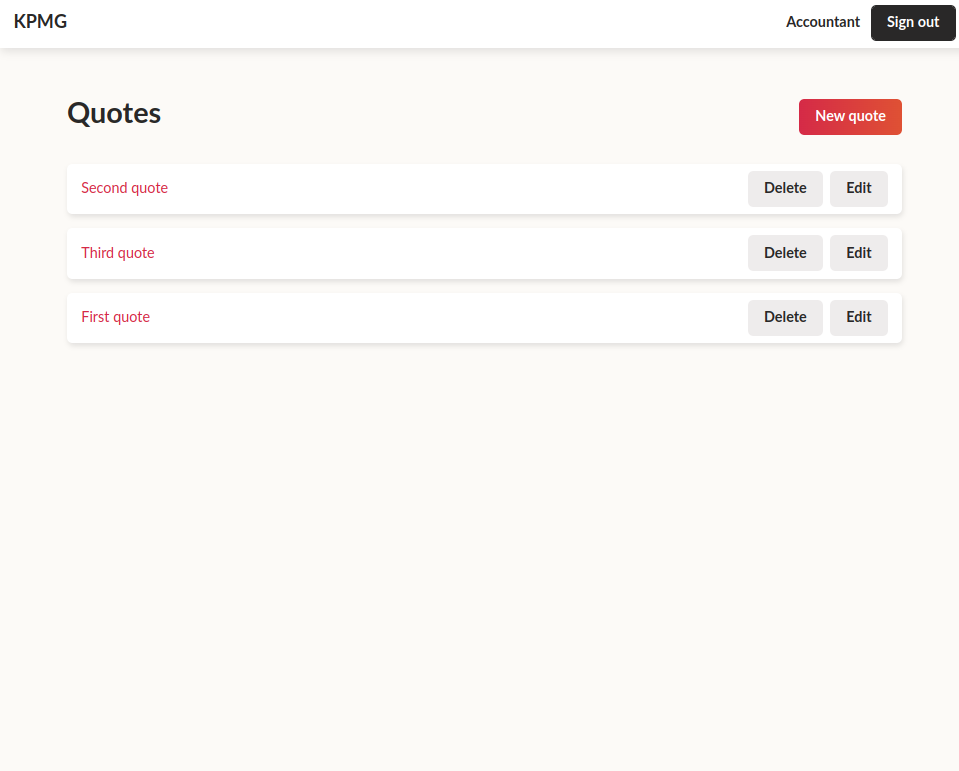 KPMG Accountant Sign out
Quotes New quote
Second quote Delete Edit
Third quote Delete Edit
First quote Delete Edit